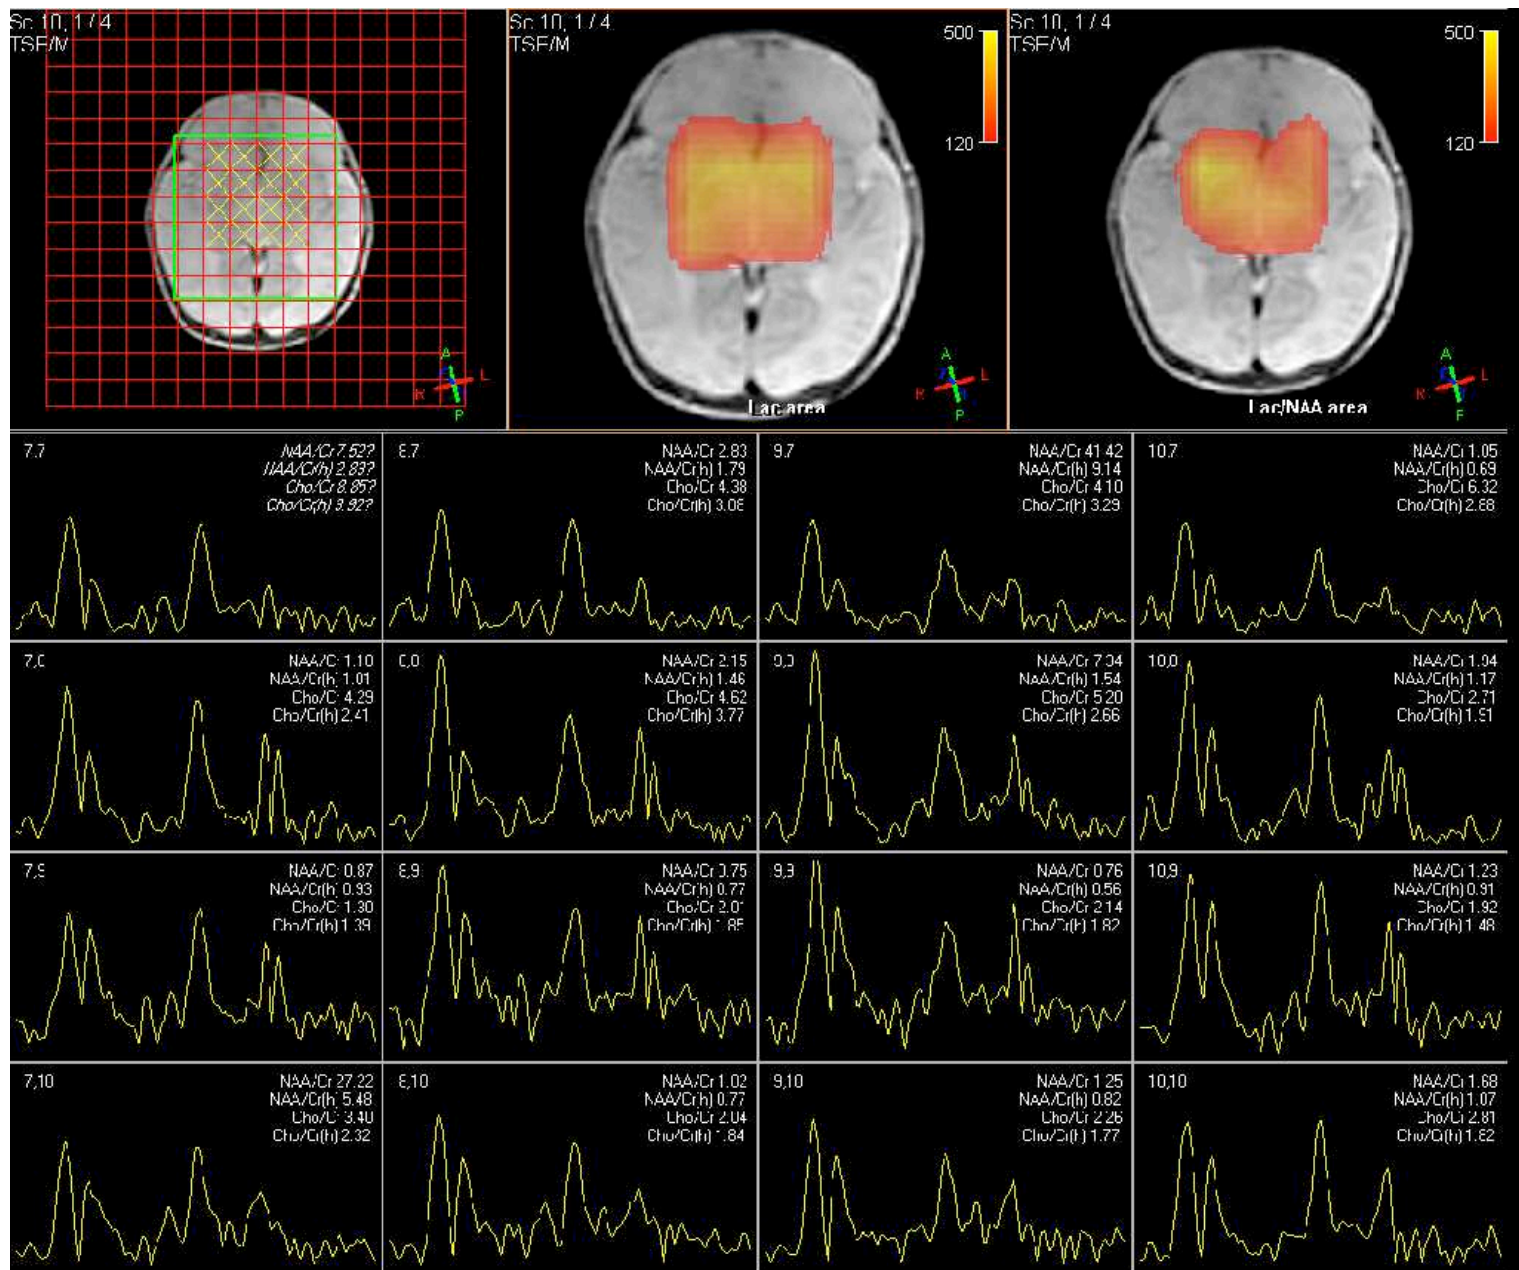 Sc 10, 1 / 4
TSE/M
A
R L
P
Sc 10, 1 / 4
TSE/M
500
120
A
R L
P
Lac area
Sc 10, 1 / 4
TSE/M
500
120
A
R L
Lac/NAA area
7.7
NAA/Cr 7.52?
NAA/Cr(h) 2.83?
Cho/Cr 8.85?
Cho/Cr(h) 3.92?
8.7
NAA/Cr 2.83
NAA/Cr(h) 1.79
Cho/Cr 4.38
Cho/Cr(h) 3.06
9.7
NAA/Cr 41.42
NAA/Cr(h) 9.14
Cho/Cr 4.10
Cho/Cr(h) 3.29
10.7
NAA/Cr 1.05
NAA/Cr(h) 0.69
Cho/Cr 6.32
Cho/Cr(h) 2.88
NAA/Cr 1.10
NAA/Cr(h) 1.01
Cho/Cr 4.29
Cho/Cr(h) 2.41
NAA/Cr 2.15
NAA/Cr(h) 1.46
Cho/Cr 4.62
Cho/Cr(h) 3.77
NAA/Cr
NAA/Cr(h) 1.54
Cho/Cr 5.20
Cho/Cr(h) 2.66
NAA/Cr
NAA/Cr(h) 1.17
Cho/Cr 2.71
Cho/Cr(h) 1.91
7,9
NAA/Cr 0.87
NAA/Cr(h) 0.93
Cho/Cr 1.30
Cho/Cr(h) 1.39
8,9
NAA/Cr 0.75
NAA/Cr(h) 0.77
Cho/Cr 2.01
Cho/Cr(h) 1.85
9,9
NAA/Cr 0.76
NAA/Cr(h) 0.56
Cho/Cr 2.14
Cho/Cr(h) 1.82
10,9
NAA/Cr 1.23
NAA/Cr(h) 0.91
Cho/Cr 1.92
Cho/Cr(h) 1.48
7,10
NAA/Cr 27.22
NAA/Cr(h) 5.48
Cho/Cr 3.40
Cho/Cr(h) 2.32
8,10
NAA/Cr 1.02
NAA/Cr(h) 0.77
Cho/Cr 2.04
Cho/Cr(h) 1.84
9,10
NAA/Cr 1.25
NAA/Cr(h) 0.82
Cho/Cr 2.26
Cho/Cr(h) 1.77
10,10
NAA/Cr 1.68
NAA/Cr(h) 1.07
Cho/Cr 2.81
Cho/Cr(h) 1.62